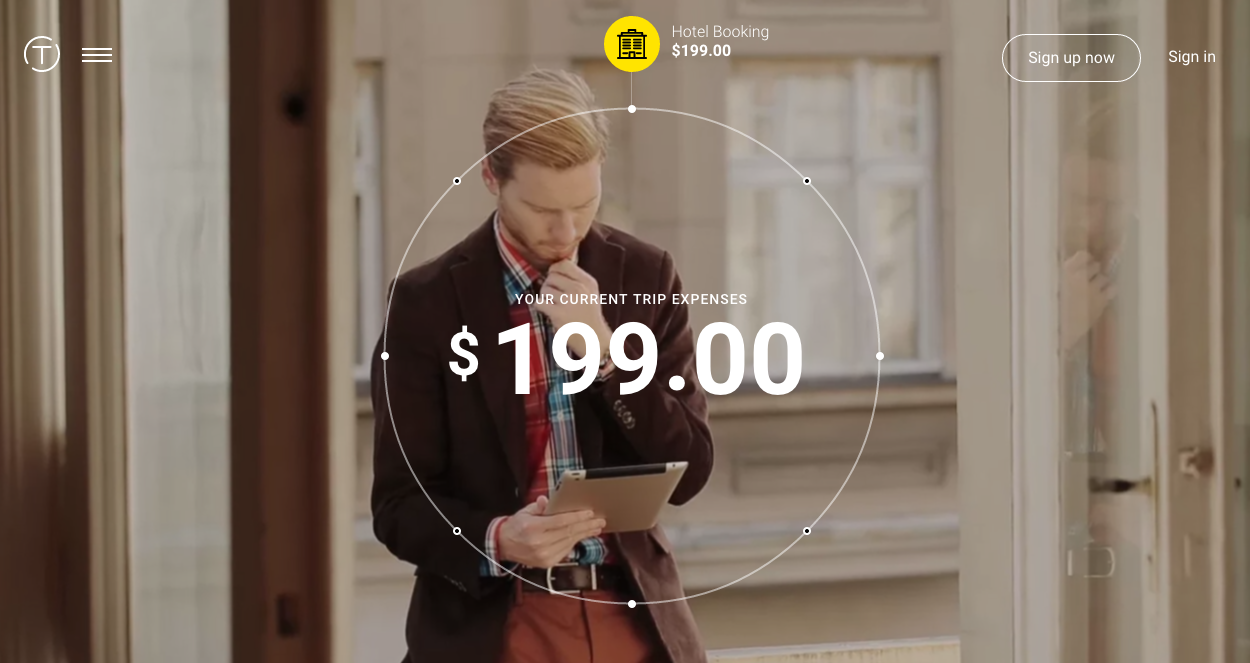 T
Hotel Booking
$199.00
Sign up now
Sign in
YOUR CURRENT TRIP EXPENSES
$199.00